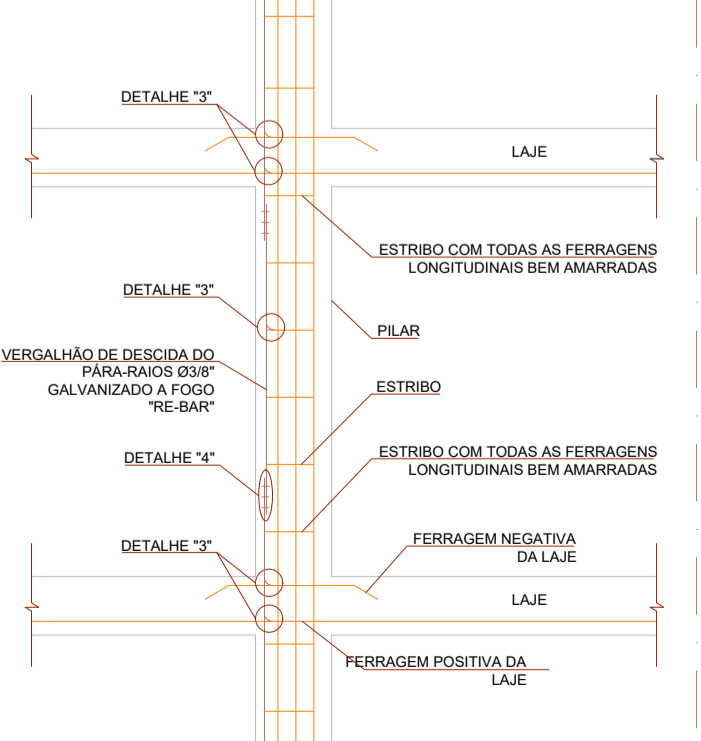 DETALHE "3"
LAJE
ESTRIBO COM TODAS AS FERRAGENS
LONGITUDINAIS BEM AMARRADAS
DETALHE "3"
PILAR
VERGALHÃO DE DESCIDA DO
PÁRA-RAIOS Ø3/8"
GALVANIZADO A FOGO
"RE-BAR"
ESTRIBO
DETALHE "4"
ESTRIBO COM TODAS AS FERRAGENS
LONGITUDINAIS BEM AMARRADAS
DETALHE "3"
FERRAGEM NEGATIVA
DA LAJE
LAJE
FERRAGEM POSITIVA DA
LAJE